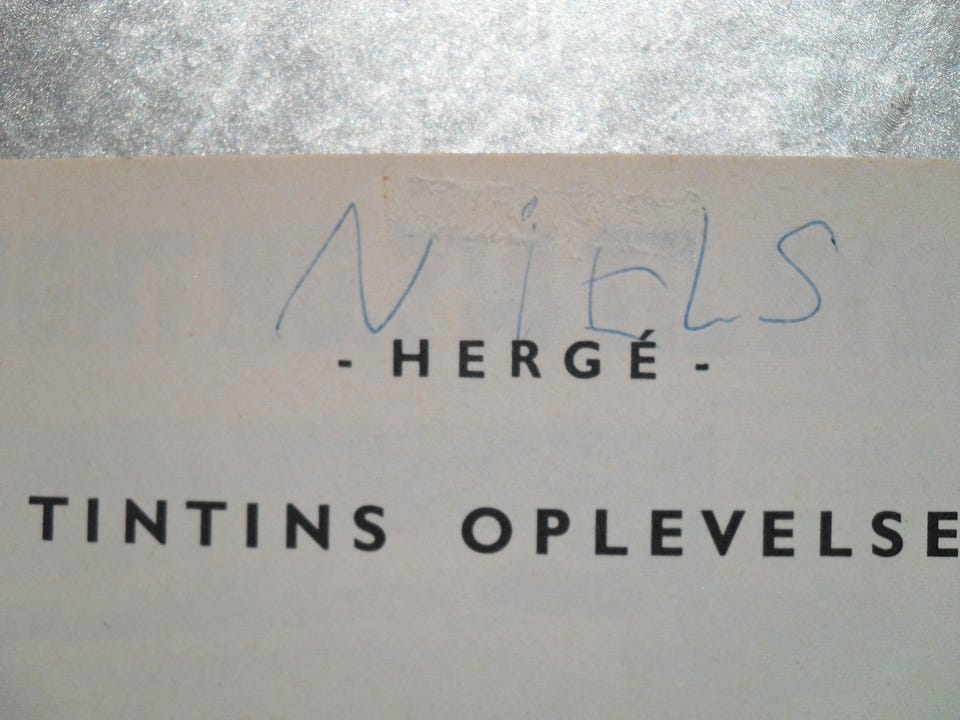 NiELS
- HERGÉ -
TINTINS OPLEVELSE